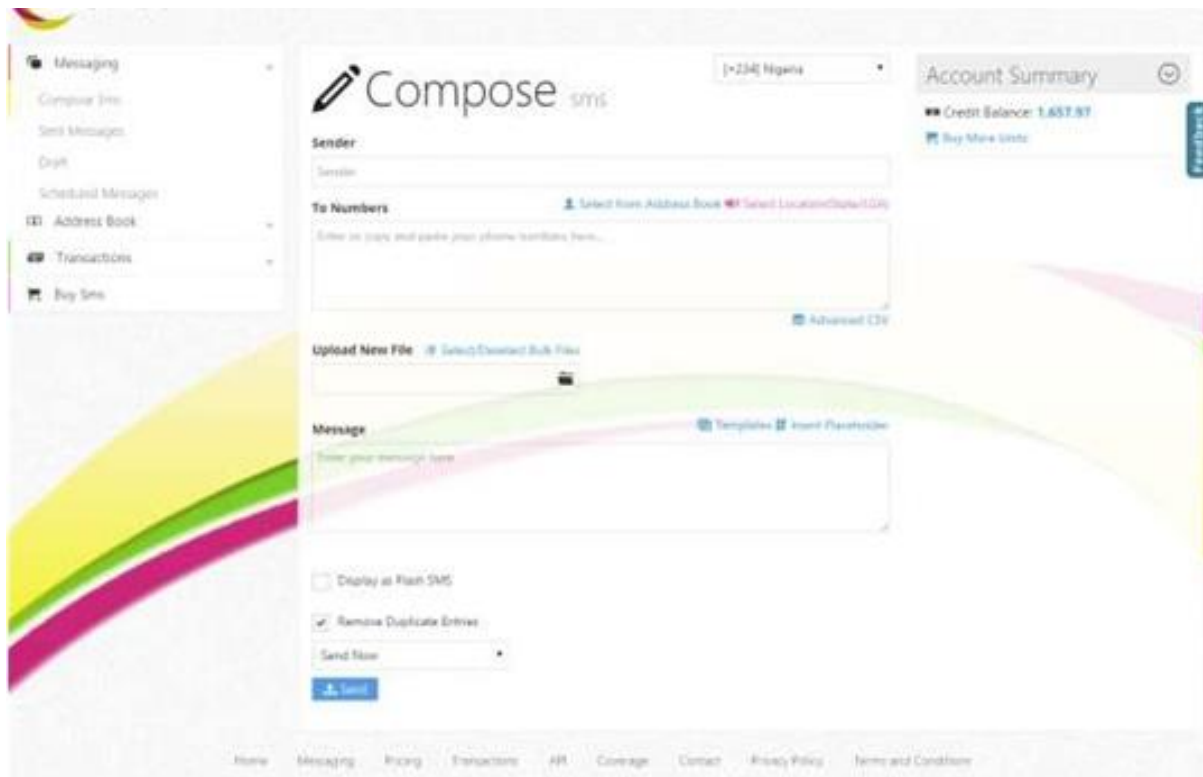 Messaging
Compose Sms
Sent Messages
Draft
Scheduled Messages
Address Book
Transactions
Buy Sms
Compose sms
[+234] Nigeria
Sender
Sender
To Numbers
Select from Address Book Select Location(State/LGA)
Enter or copy and paste your phone numbers here...
Advanced CSV
Upload New File Select/Deselect Bulk Files
Message
Templates Insert Placeholder
Enter your message here
Display as Flash SMS
Remove Duplicate Entries
Send Now
Send
Account Summary
Credit Balance: 1,657.97
Buy More Units
Feedback
Home Messaging Pricing Transactions API Coverage Contact Privacy Policy Terms and Conditions